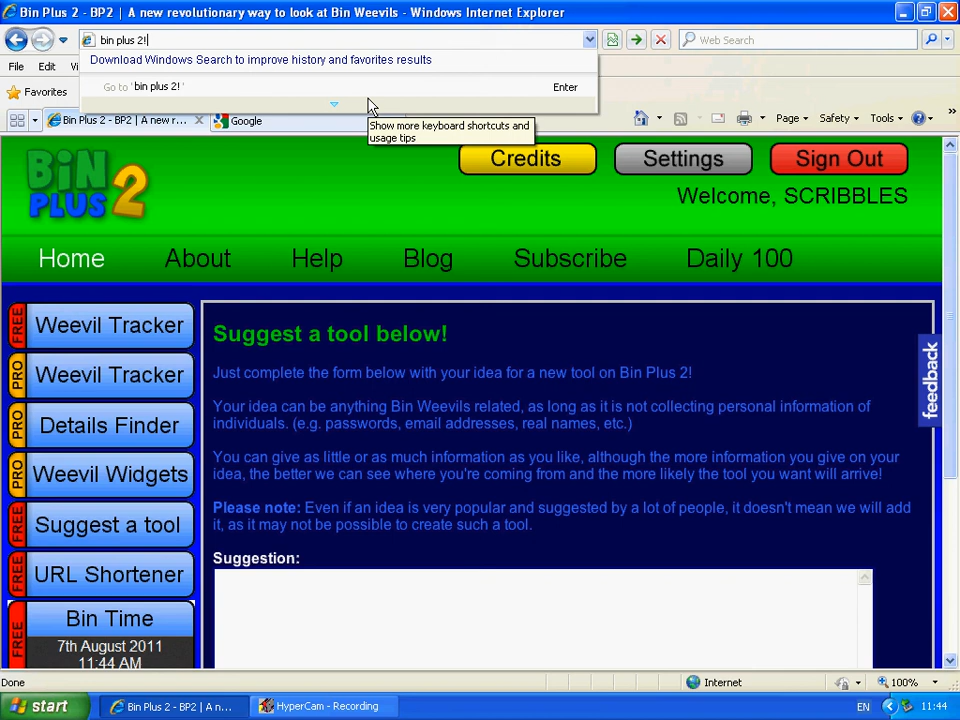 Bin Plus 2 - BP2 | A new revolutionary way to look at Bin Weevils - Windows Internet Explorer
bin plus 2!
Web Search
Download Windows Search to improve history and favorites results
File Edit Vi
Go to 'bin plus 2!' Enter
Favorites
Bin Plus 2 - BP2 | A new r... Google
Page Safety Tools
Show more keyboard shortcuts and
usage tips
BiN PLUS 2
Credits Settings Sign Out
Welcome, SCRIBBLES
Home About Help Blog Subscribe Daily 100
FREE Weevil Tracker
PRO Weevil Tracker
PRO Details Finder
PRO Weevil Widgets
FREE Suggest a tool
FREE URL Shortener
FREE Bin Time
7th August 2011
11:44 AM
Suggest a tool below!
Just complete the form below with your idea for a new tool on Bin Plus 2!
Your idea can be anything Bin Weevils related, as long as it is not collecting personal information of
individuals. (e.g. passwords, email addresses, real names, etc.)
You can give as little or as much information as you like, although the more information you give on your
idea, the better we can see where you're coming from and the more likely the tool you want will arrive!
Please note: Even if an idea is very popular and suggested by a lot of people, it doesn't mean we will add
it, as it may not be possible to create such a tool.
Suggestion:
feedback
Done Internet 100%
start Bin Plus 2 - BP2 | A n... HyperCam - Recording EN 11:44